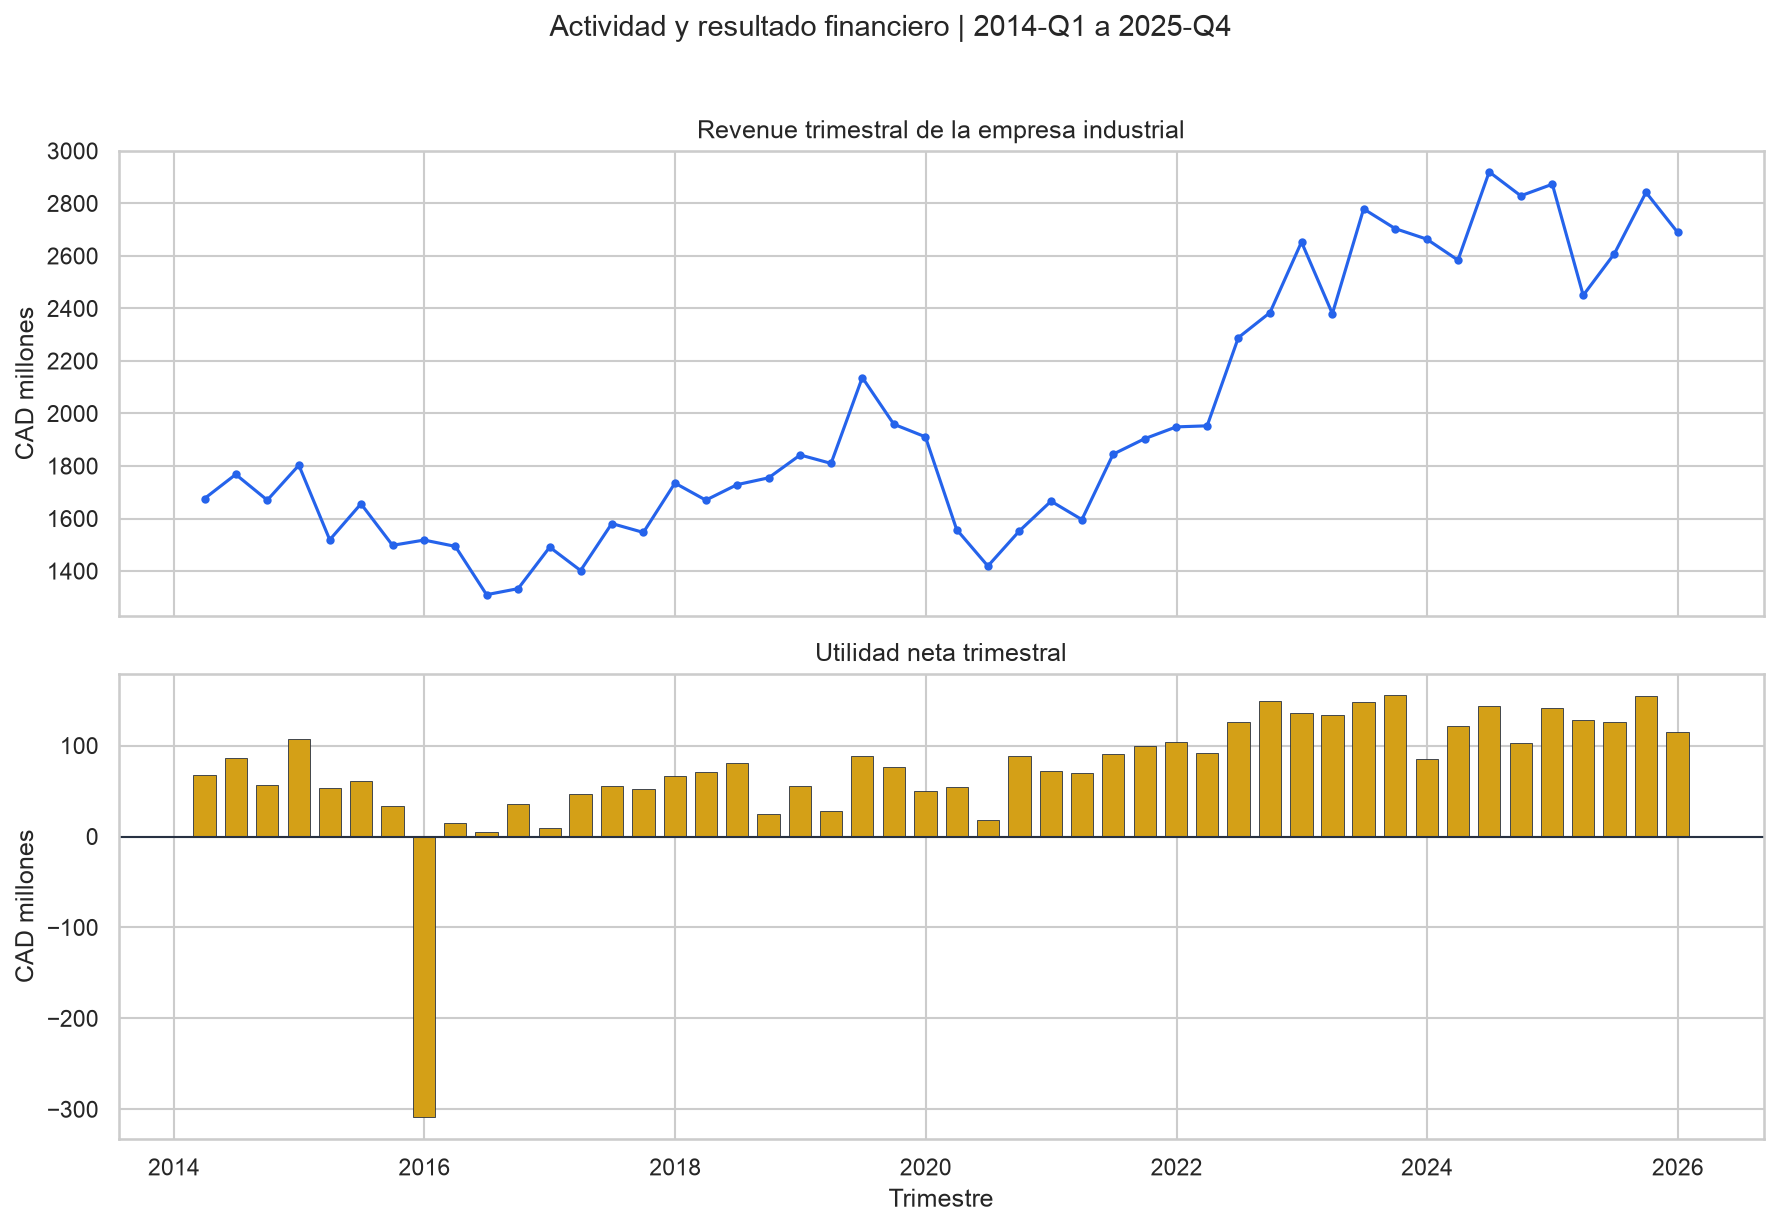 Actividad y resultado financiero | 2014-Q1 a 2025-Q4
Revenue trimestral de la empresa industrial
CAD millones
3000
2800
2600
2400
2200
2000
1800
1600
1400
Utilidad neta trimestral
CAD millones
100
0
−100
−200
−300
2014 2016 2018 2020 2022 2024 2026
Trimestre